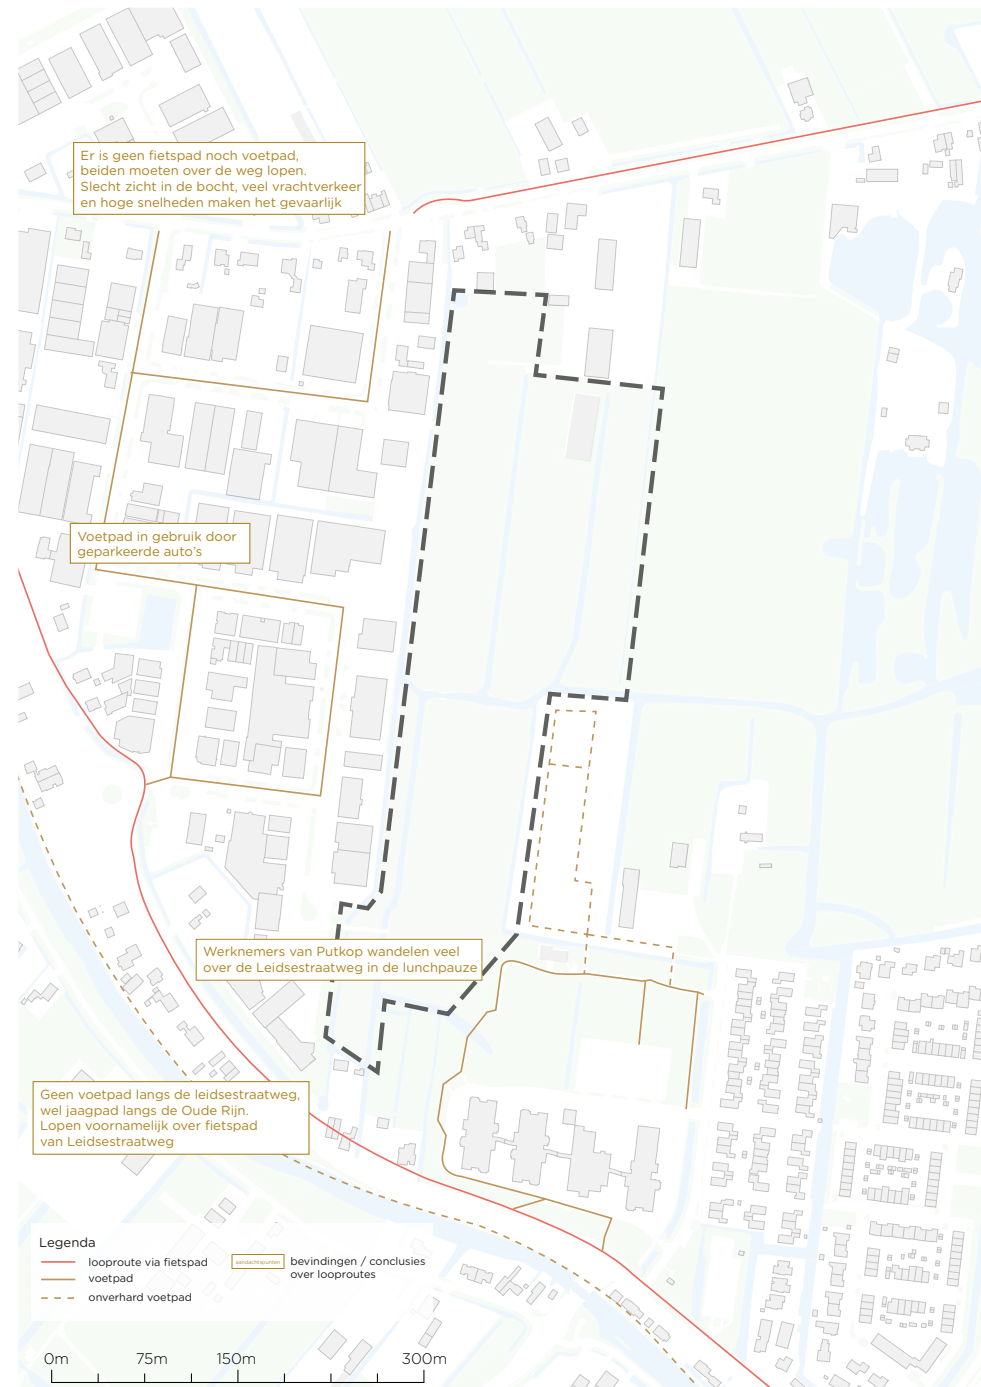 Er is geen fietspad noch voetpad,
beiden moeten over de weg lopen.
Slecht zicht in de bocht, veel vrachtverkeer
en hoge snelheden maken het gevaarlijk
Voetpad in gebruik door
geparkeerde auto's
Werknemers van Putkop wandelen veel
over de Leidsestraatweg in de lunchpauze
Geen voetpad langs de leidsestraatweg,
wel jaagpad langs de Oude Rijn.
Lopen voornamelijk over fietspad
van Leidsestraatweg
Legenda
looproute via fietspad
voetpad
onverhard voetpad
aandachtspunten
bevindingen / conclusies
over looproutes
0m 75m 150m 300m